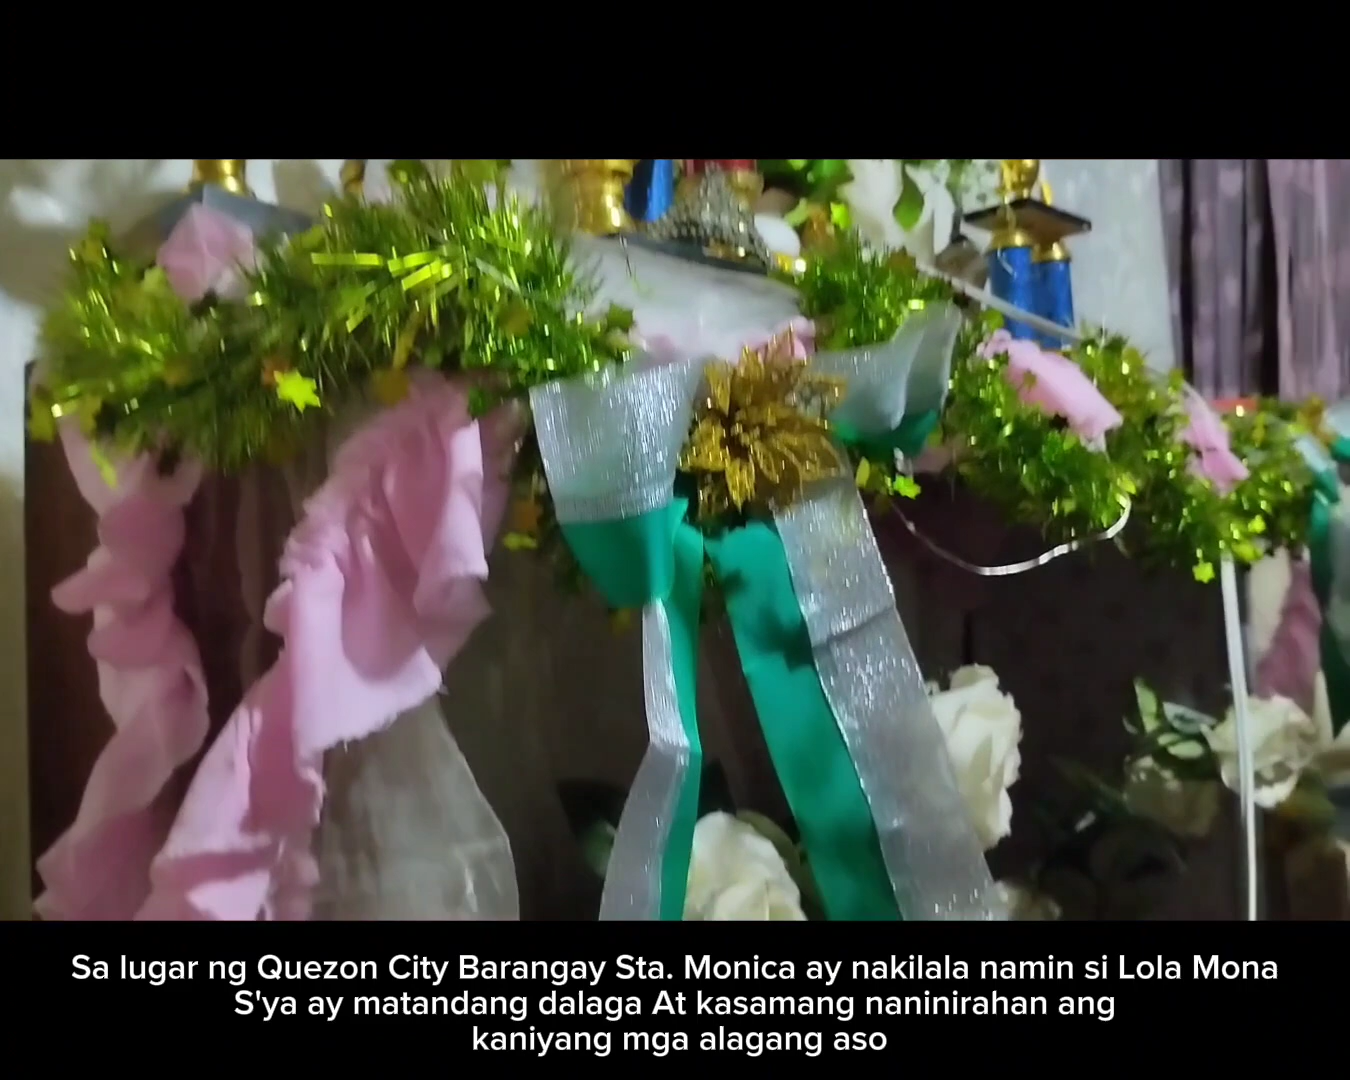 Sa lugar ng Quezon City Barangay Sta. Monica ay nakilala namin si Lola Mona
S'ya ay matandang dalaga At kasamang naninirahan ang
kaniyang mga alagang aso